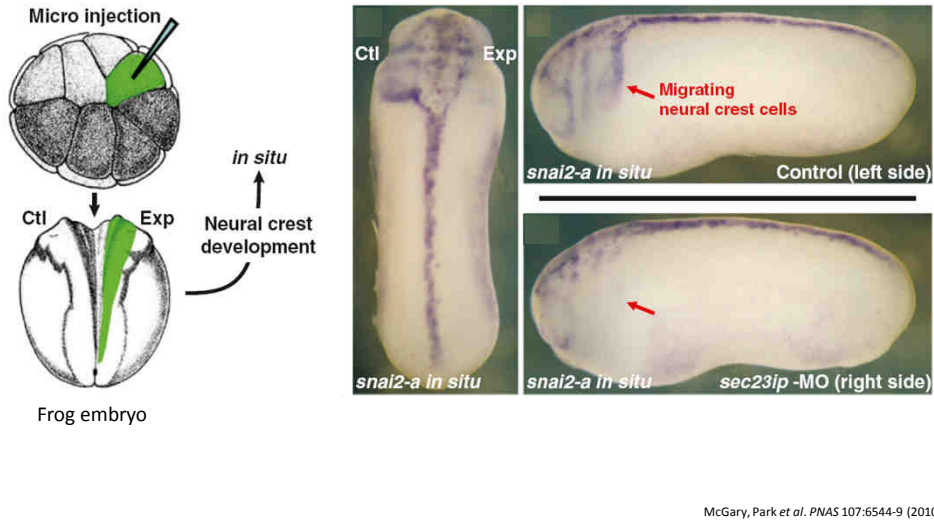 Micro injection
Ctl
Exp
in situ
Neural crest
development
Frog embryo
Ctl
Exp
snai2-a in situ
Migrating
neural crest cells
snai2-a in situ
Control (left side)
snai2-a in situ
sec23ip -MO (right side)
McGary, Park et al. PNAS 107:6544-9 (2010